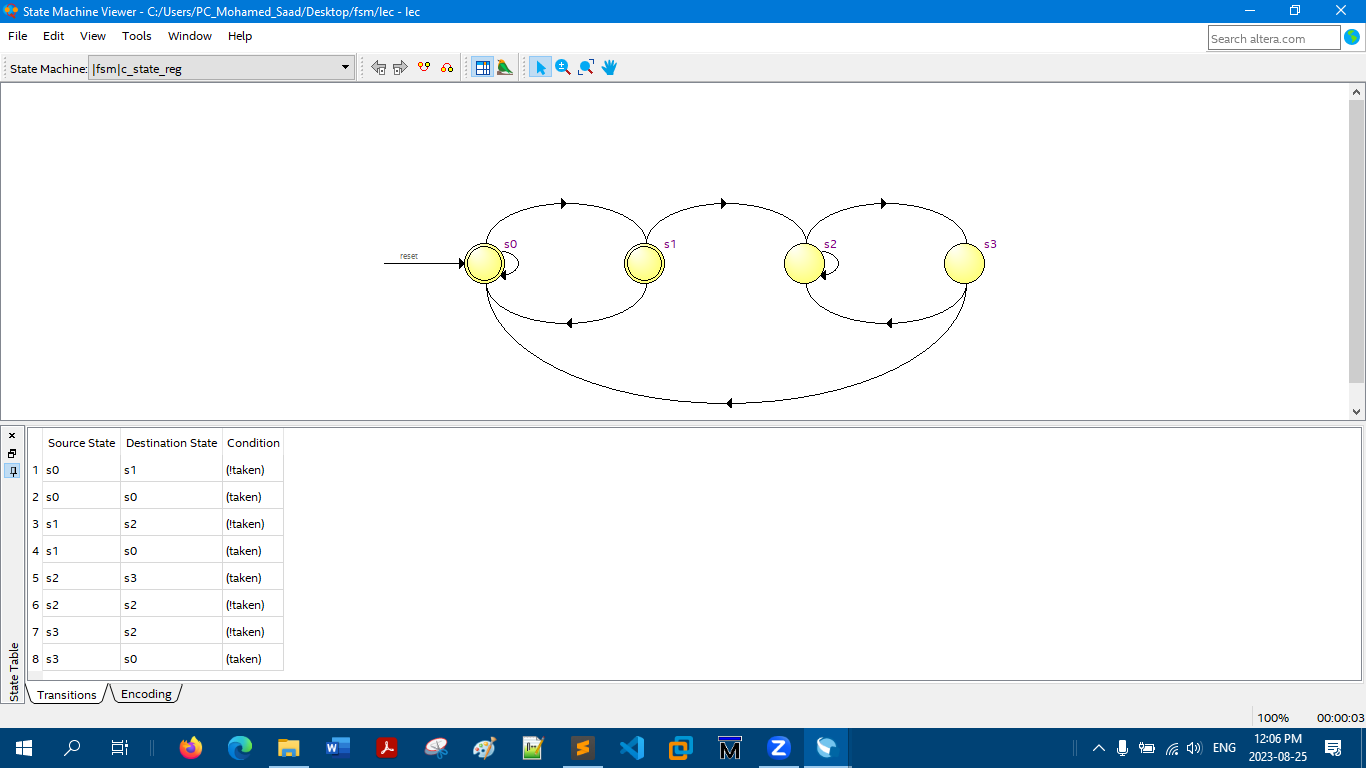 State Machine Viewer - C:/Users/PC_Mohamed_Saad/Desktop/fsm/lec - lec
File Edit View Tools Window Help
Search altera.com
State Machine: |fsm|c_state_reg
s0 s1 s2 s3
reset
Source State Destination State Condition
1 s0 s1 (!taken)
2 s0 s0 (taken)
3 s1 s2 (!taken)
4 s1 s0 (taken)
5 s2 s3 (taken)
6 s2 s2 (!taken)
7 s3 s2 (!taken)
8 s3 s0 (taken)
State Table
Transitions Encoding
100% 00:00:03
ENG
12:06 PM
2023-08-25